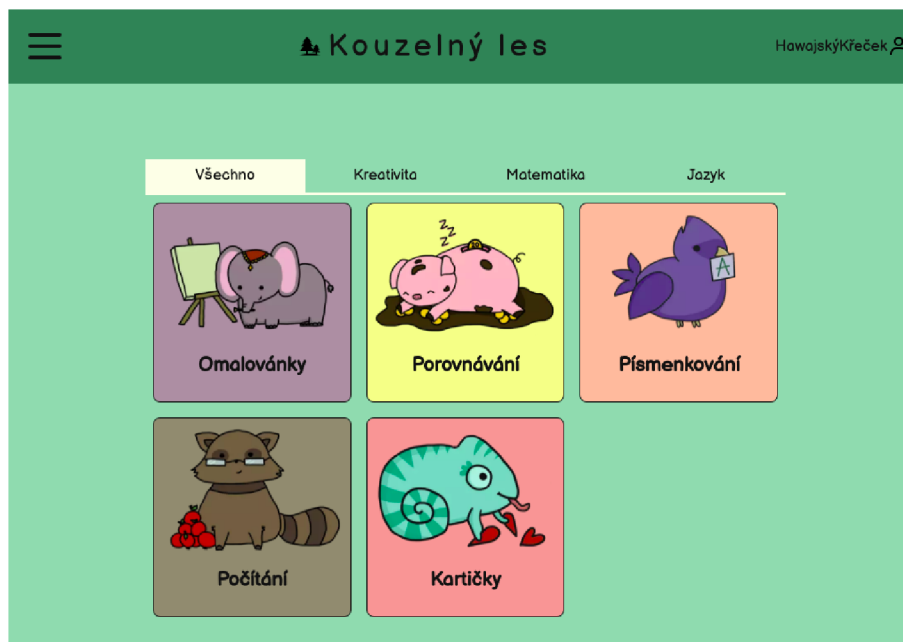 Kouzelný les
HawajskýKřeček
Všechno
Kreativita
Matematika
Jazyk
z z z
A
Omalovánky
Porovnávání
Písmenkování
Počítání
Kartičky